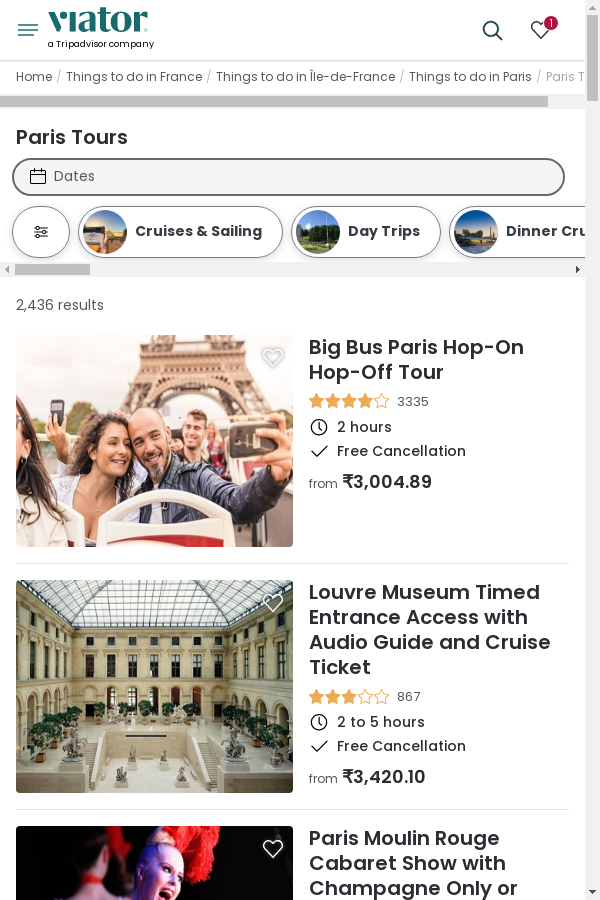 viator
a Tripadvisor company
1
Home / Things to do in France / Things to do in Île-de-France / Things to do in Paris / Paris T
Paris Tours
Dates
Cruises & Sailing
Day Trips
Dinner Cru
2,436 results
Big Bus Paris Hop-On
Hop-Off Tour
3335
2 hours
Free Cancellation
from ₹3,004.89
Louvre Museum Timed
Entrance Access with
Audio Guide and Cruise
Ticket
867
2 to 5 hours
Free Cancellation
from ₹3,420.10
Paris Moulin Rouge
Cabaret Show with
Champagne Only or